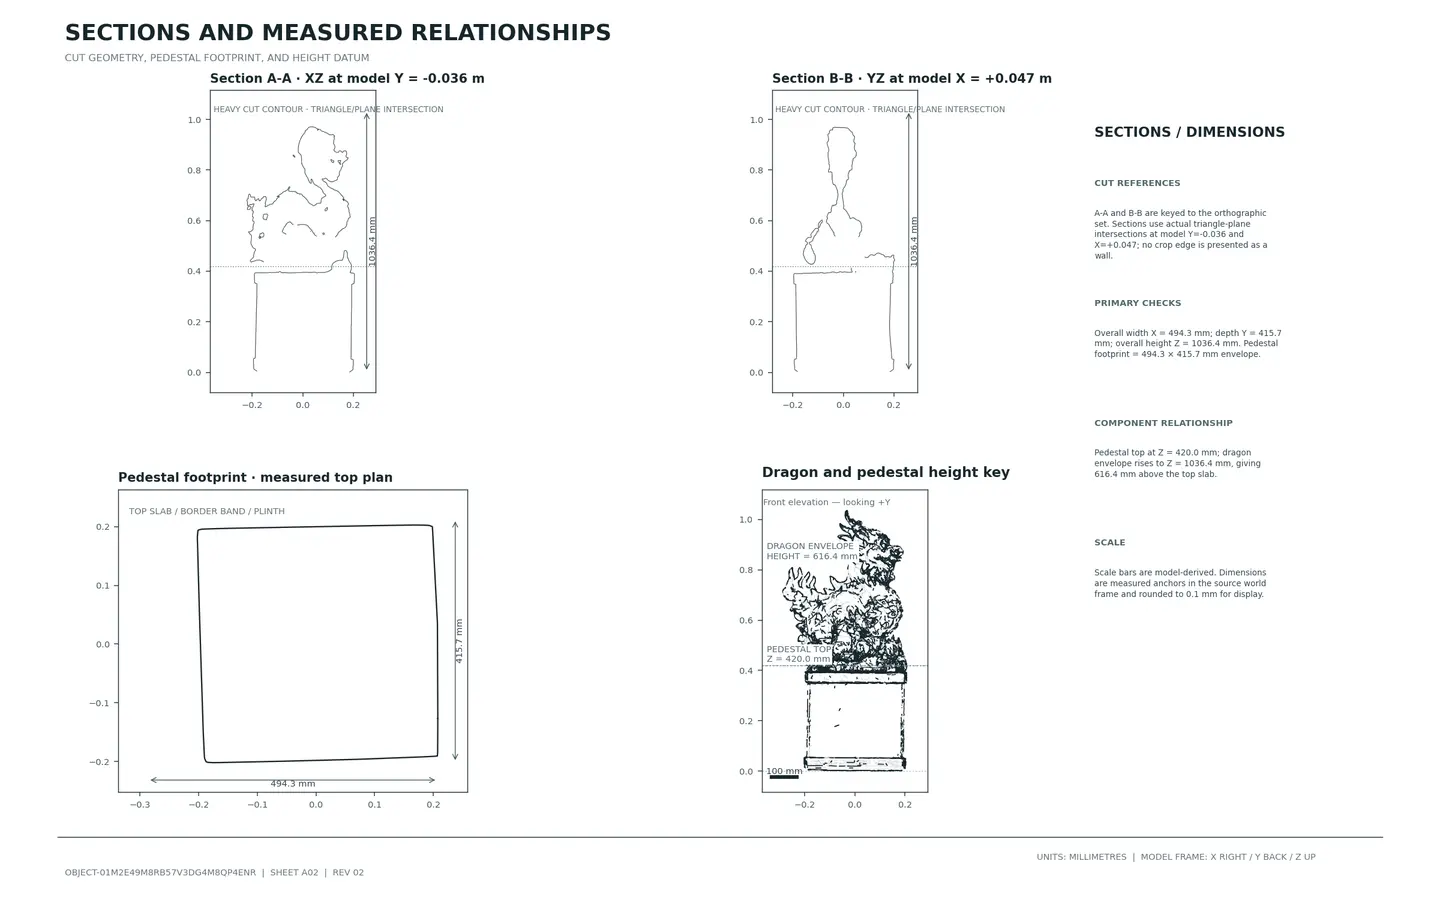 SECTIONS AND MEASURED RELATIONSHIPS
CUT GEOMETRY, PEDESTAL FOOTPRINT, AND HEIGHT DATUM
Section A-A · XZ at model Y = -0.036 m
HEAVY CUT CONTOUR · TRIANGLE/PLANE INTERSECTION
1.0
0.8
0.6
0.4
0.2
0.0
−0.2
0.0
0.2
1036.4 mm
Section B-B · YZ at model X = +0.047 m
HEAVY CUT CONTOUR · TRIANGLE/PLANE INTERSECTION
1.0
0.8
0.6
0.4
0.2
0.0
−0.2
0.0
0.2
1036.4 mm
SECTIONS / DIMENSIONS
CUT REFERENCES
A-A and B-B are keyed to the orthographic
set. Sections use actual triangle-plane
intersections at model Y=-0.036 and
X=+0.047; no crop edge is presented as a
wall.
PRIMARY CHECKS
Overall width X = 494.3 mm; depth Y = 415.7
mm; overall height Z = 1036.4 mm. Pedestal
footprint = 494.3 × 415.7 mm envelope.
COMPONENT RELATIONSHIP
Pedestal top at Z = 420.0 mm; dragon
envelope rises to Z = 1036.4 mm, giving
616.4 mm above the top slab.
SCALE
Scale bars are model-derived. Dimensions
are measured anchors in the source world
frame and rounded to 0.1 mm for display.
Pedestal footprint · measured top plan
TOP SLAB / BORDER BAND / PLINTH
0.2
0.1
0.0
−0.1
−0.2
−0.3
−0.2
−0.1
0.0
0.1
0.2
415.7 mm
494.3 mm
Dragon and pedestal height key
Front elevation — looking +Y
DRAGON ENVELOPE
HEIGHT = 616.4 mm
PEDESTAL TOP
Z = 420.0 mm
100 mm
1.0
0.8
0.6
0.4
0.2
0.0
−0.2
0.0
0.2
UNITS: MILLIMETRES | MODEL FRAME: X RIGHT / Y BACK / Z UP
OBJECT-01M2E49M8RB57V3DG4M8QP4ENR | SHEET A02 | REV 02